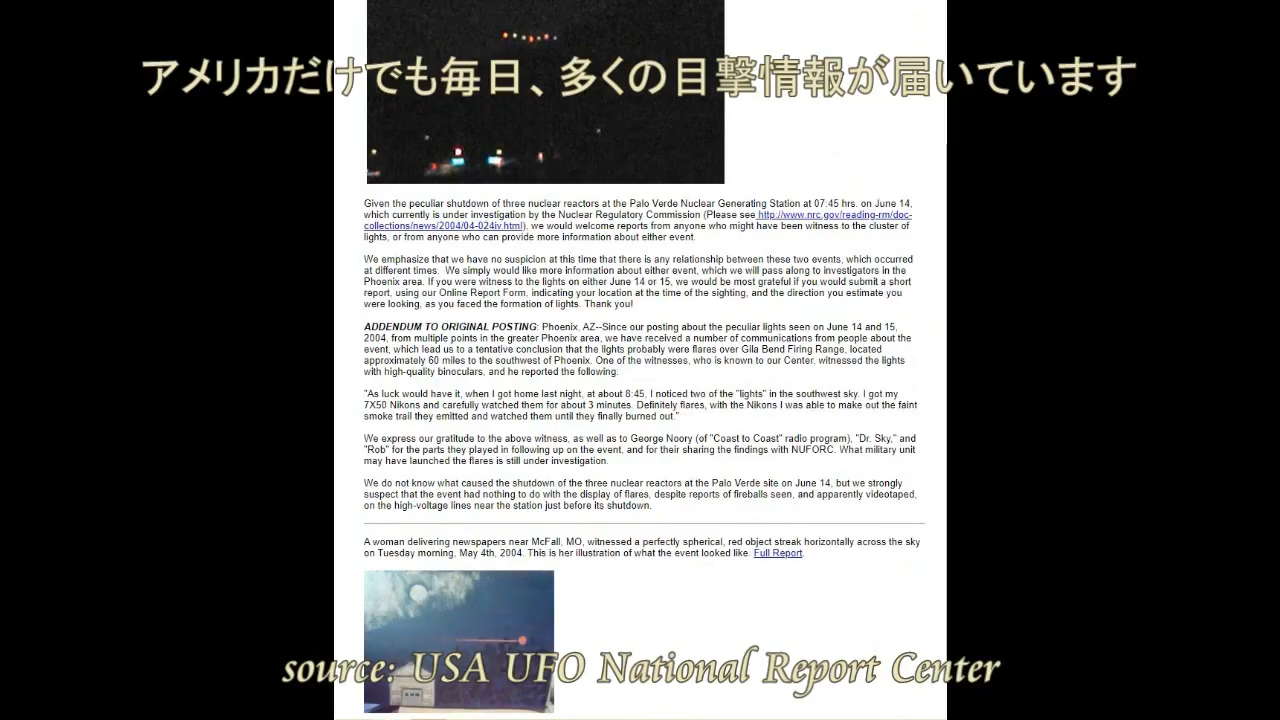 アメリカだけでも毎日、多くの目撃情報が届いています
Given the peculiar shutdown of three nuclear reactors at the Palo Verde Nuclear Generating Station at 07:45 hrs. on June 14,
which currently is under investigation by the Nuclear Regulatory Commission (Please see http://www.nrc.gov/reading-rm/doc-
collections/news/2004/04-024iv.html), we would welcome reports from anyone who might have been witness to the cluster of
lights, or from anyone who can provide more information about either event.
We emphasize that we have no suspicion at this time that there is any relationship between these two events, which occurred
at different times.  We simply would like more information about either event, which we will pass along to investigators in the
Phoenix area. If you were witness to the lights on either June 14 or 15, we would be most grateful if you would submit a short
report, using our Online Report Form, indicating your location at the time of the sighting, and the direction you estimate you
were looking, as you faced the formation of lights. Thank you!
ADDENDUM TO ORIGINAL POSTING: Phoenix, AZ--Since our posting about the peculiar lights seen on June 14 and 15,
2004, from multiple points in the greater Phoenix area, we have received a number of communications from people about the
event, which lead us to a tentative conclusion that the lights probably were flares over Gila Bend Firing Range, located
approximately 60 miles to the southwest of Phoenix. One of the witnesses, who is known to our Center, witnessed the lights
with high-quality binoculars, and he reported the following:
"As luck would have it, when I got home last night, at about 8:45, I noticed two of the "lights" in the southwest sky. I got my
7X50 Nikons and carefully watched them for about 3 minutes. Definitely flares, with the Nikons I was able to make out the faint
smoke trail they emitted and watched them until they finally burned out."
We express our gratitude to the above witness, as well as to George Noory (of "Coast to Coast" radio program), "Dr. Sky," and
"Rob" for the parts they played in following up on the event, and for their sharing the findings with NUFORC. What military unit
may have launched the flares is still under investigation.
We do not know what caused the shutdown of the three nuclear reactors at the Palo Verde site on June 14, but we strongly
suspect that the event had nothing to do with the display of flares, despite reports of fireballs seen, and apparently videotaped,
on the high-voltage lines near the station just before its shutdown.
A woman delivering newspapers near McFall, MO, witnessed a perfectly spherical, red object streak horizontally across the sky
on Tuesday morning, May 4th, 2004. This is her illustration of what the event looked like. Full Report.
source: USA UFO National Report Center